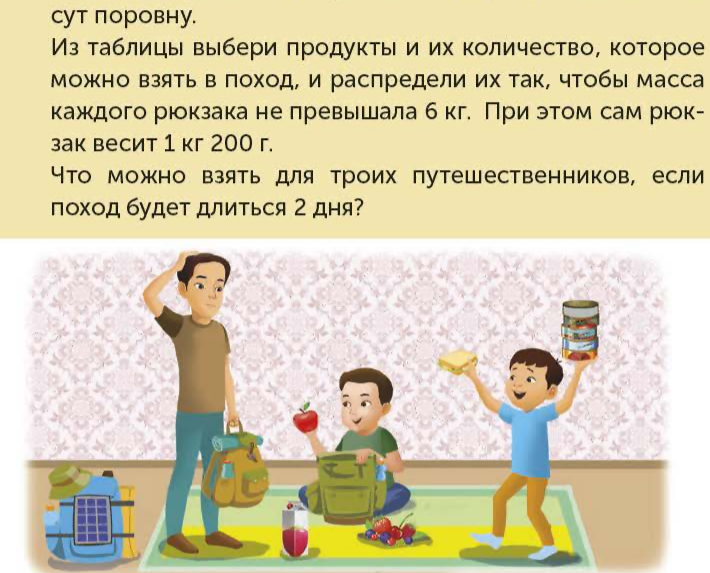 сут поровну.
Из таблицы выбери продукты и их количество, которое
можно взять в поход, и распредели их так, чтобы масса
каждого рюкзака не превышала 6 кг. При этом сам рюк-
зак весит 1 кг 200 г.
Что можно взять для троих путешественников, если
поход будет длиться 2 дня?